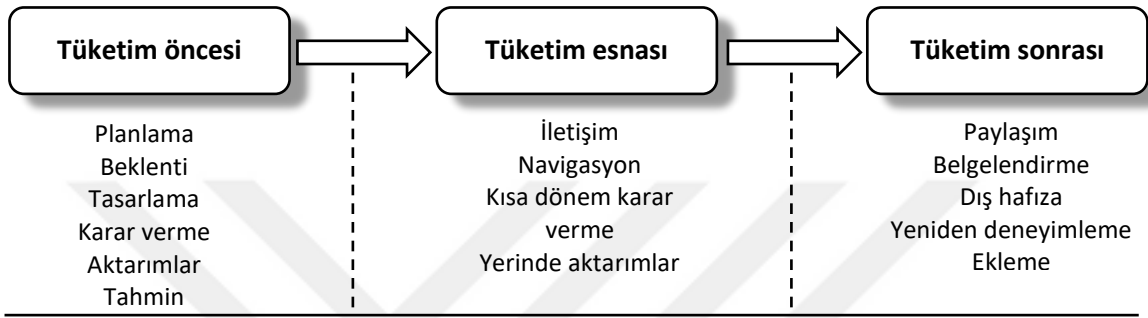 Tüketim öncesi
Planlama
Beklenti
Tasarlama
Karar verme
Aktarımlar
Tahmin
Tüketim esnası
İletişim
Navigasyon
Kısa dönem karar
verme
Yerinde aktarımlar
Tüketim sonrası
Paylaşım
Belgelendirme
Dış hafıza
Yeniden deneyimleme
Ekleme